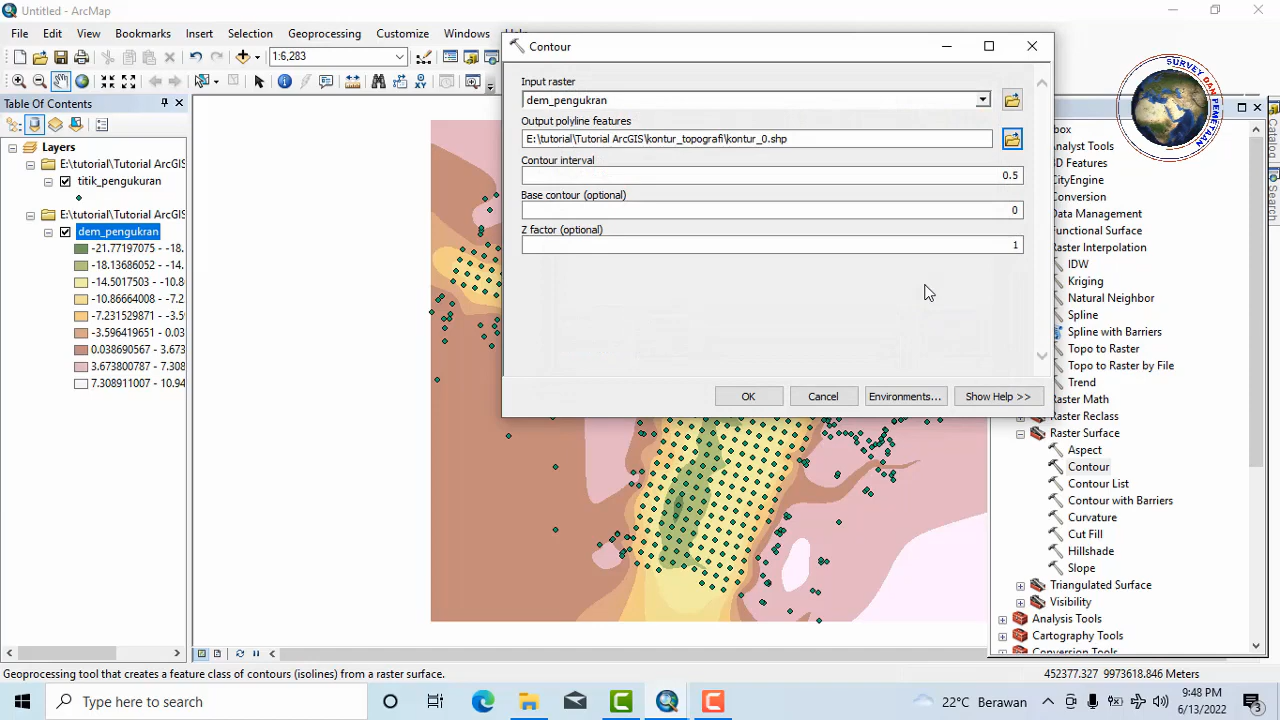 Untitled - ArcMap
File Edit View Bookmarks Insert Selection Geoprocessing Customize Windows
1:6,283
Table Of Contents
Layers
E:\tutorial\Tutorial ArcGIS
titik_pengukuran
E:\tutorial\Tutorial ArcGIS
dem_pengukran
-21.77197075 - -18.
-18.13686052 - -14.
-14.5017503 - -10.8
-10.86664008 - -7.2
-7.231529871 - -3.6
-3.596419651 - 0.03
0.038690567 - 3.673
3.673800787 - 7.308
7.308911007 - 10.94
Contour
Input raster
dem_pengukran
Output polyline features
E:\tutorial\Tutorial ArcGIS\kontur_topografi\kontur_0.shp
Contour interval
0.5
Base contour (optional)
0
Z factor (optional)
1
OK Cancel Environments... Show Help >>
SURVEY DAN PEMETAAN
Catalog
Search
box
nalyst Tools
D Features
CityEngine
Conversion
Data Management
Functional Surface
Raster Interpolation
IDW
Kriging
Natural Neighbor
Spline
Spline with Barriers
Topo to Raster
Topo to Raster by File
Trend
Raster Math
Raster Reclass
Raster Surface
Aspect
Contour
Contour List
Contour with Barriers
Curvature
Cut Fill
Hillshade
Slope
Triangulated Surface
Visibility
Analysis Tools
Cartography Tools
Conversion Tools
Geoprocessing tool that creates a feature class of contours (isolines) from a raster surface.
452377.327 9973618.846 Meters
Type here to search
22°C Berawan
9:48 PM
6/13/2022
3